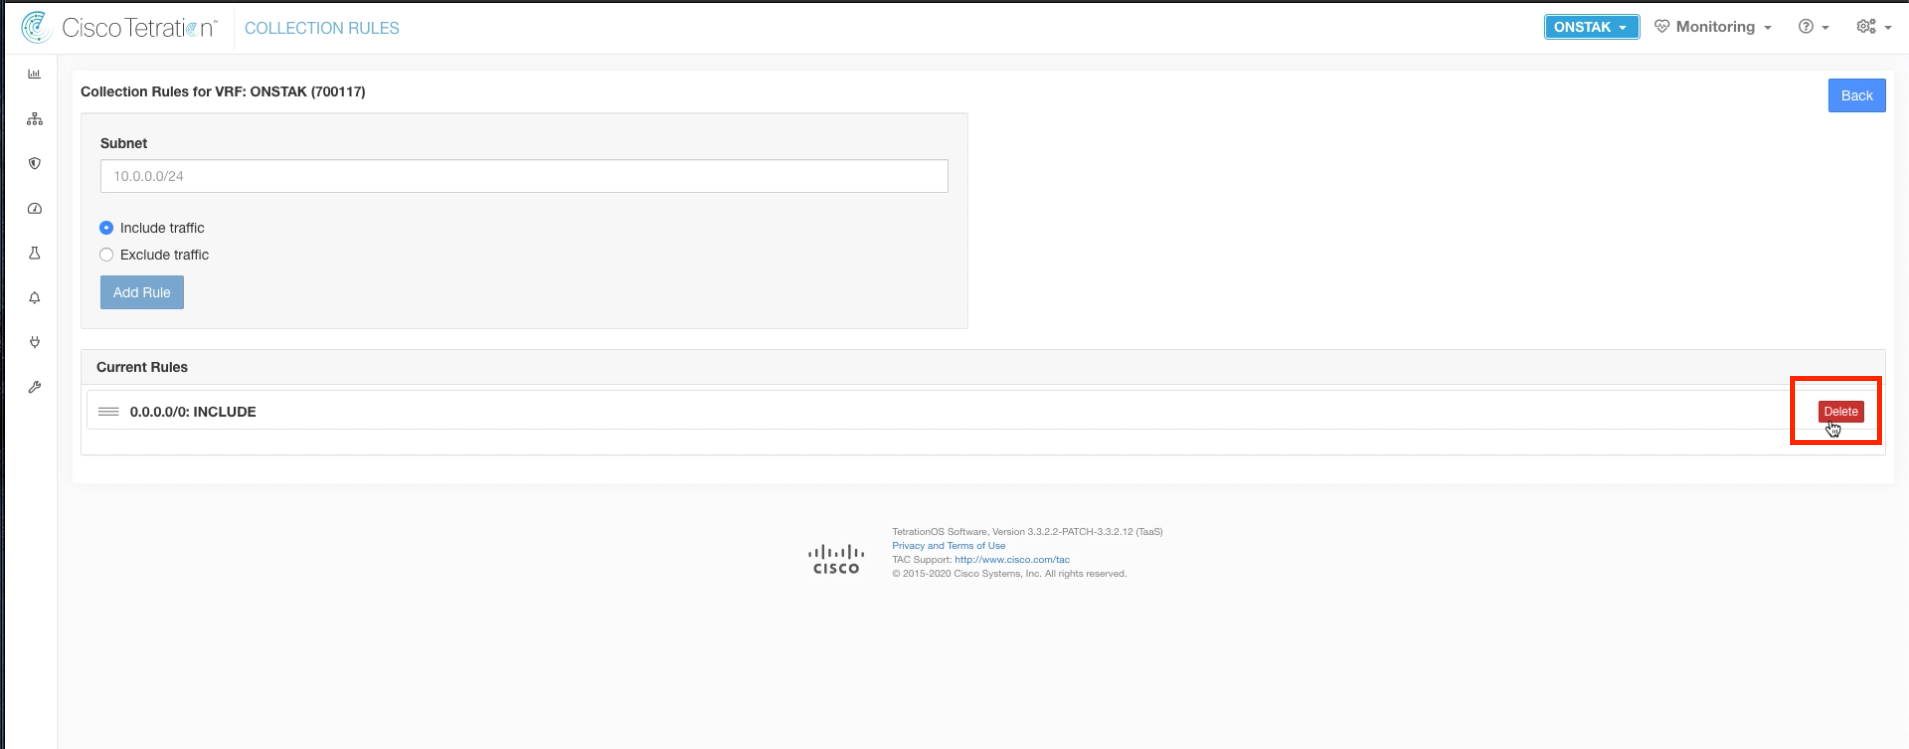 Cisco Tetration™ COLLECTION RULES ONSTAK Monitoring
Collection Rules for VRF: ONSTAK (700117)
Back
Subnet
10.0.0.0/24
Include traffic
Exclude traffic
Add Rule
Current Rules
0.0.0.0/0: INCLUDE
Delete
TetrationOS Software, Version 3.3.2.2-PATCH-3.3.2.12 (TaaS)
Privacy and Terms of Use
TAC Support: http://www.cisco.com/tac
© 2015-2020 Cisco Systems, Inc. All rights reserved.
CISCO